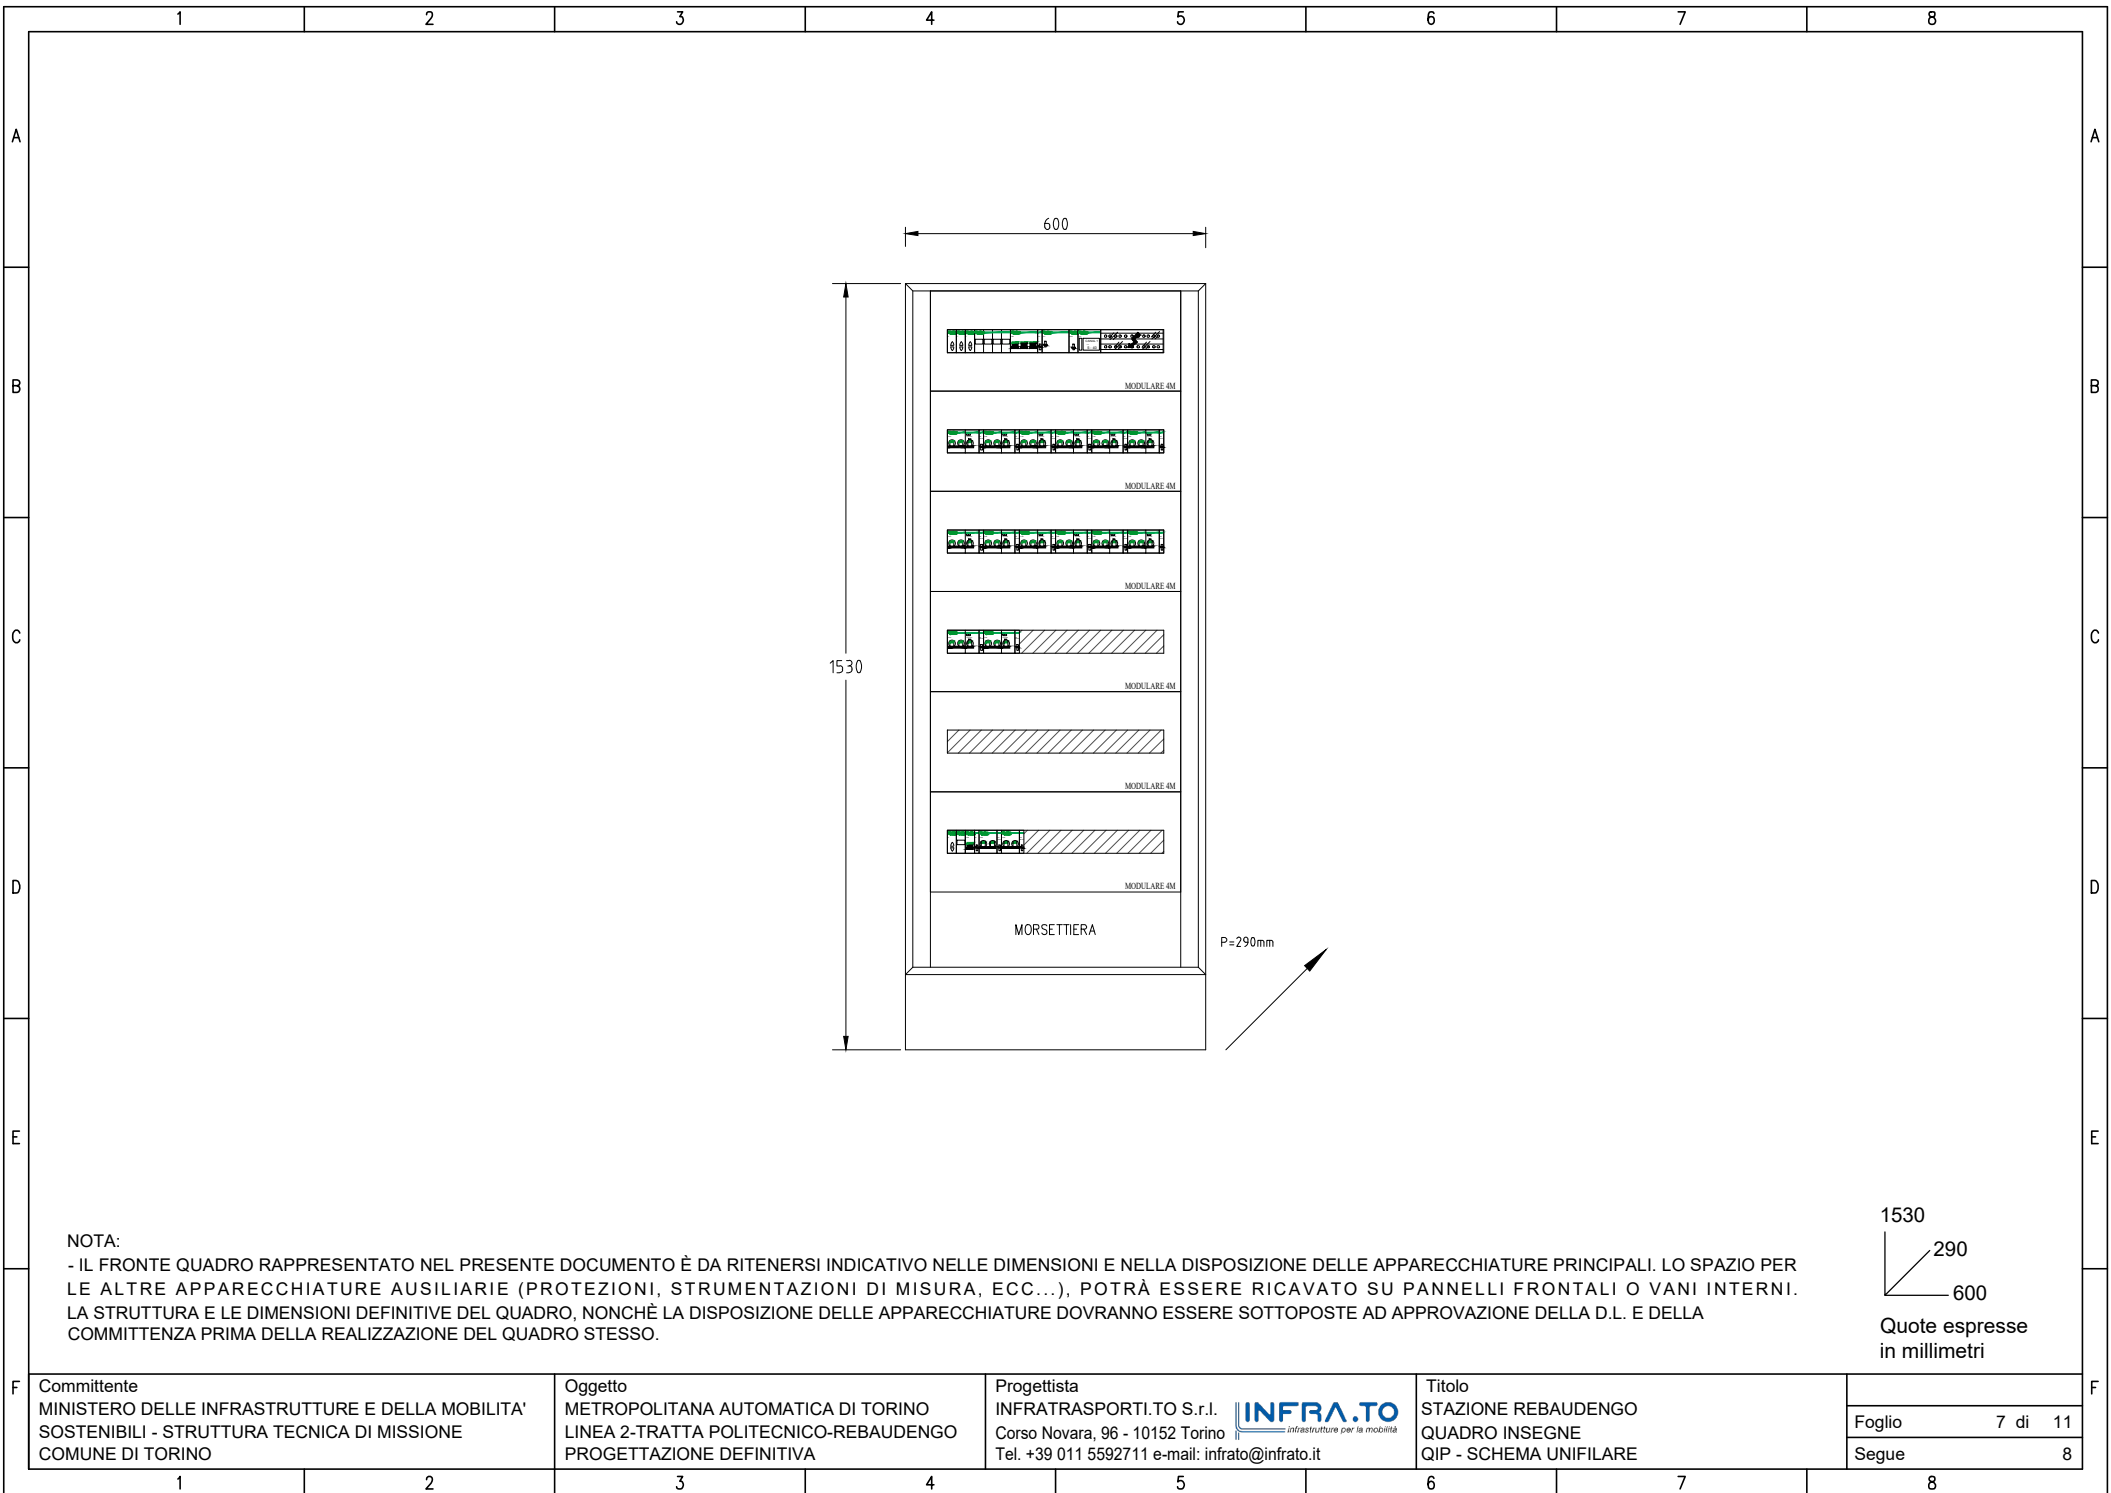 1 2 3 4 5 6 7 8
A A
600
B B
MODULARE 4M
MODULARE 4M
MODULARE 4M
C C
1530
MODULARE 4M
MODULARE 4M
D D
MODULARE 4M
MORSETTIERA
P=290mm
E E
NOTA:
- IL FRONTE QUADRO RAPPRESENTATO NEL PRESENTE DOCUMENTO È DA RITENERSI INDICATIVO NELLE DIMENSIONI E NELLA DISPOSIZIONE DELLE APPARECCHIATURE PRINCIPALI. LO SPAZIO PER
LE ALTRE APPARECCHIATURE AUSILIARIE (PROTEZIONI, STRUMENTAZIONI DI MISURA, ECC...), POTRÀ ESSERE RICAVATO SU PANNELLI FRONTALI O VANI INTERNI.
LA STRUTTURA E LE DIMENSIONI DEFINITIVE DEL QUADRO, NONCHÈ LA DISPOSIZIONE DELLE APPARECCHIATURE DOVRANNO ESSERE SOTTOPOSTE AD APPROVAZIONE DELLA D.L. E DELLA
COMMITTENZA PRIMA DELLA REALIZZAZIONE DEL QUADRO STESSO.
1530
290
600
Quote espresse
in millimetri
F F
Committente
MINISTERO DELLE INFRASTRUTTURE E DELLA MOBILITA'
SOSTENIBILI - STRUTTURA TECNICA DI MISSIONE
COMUNE DI TORINO
Oggetto
METROPOLITANA AUTOMATICA DI TORINO
LINEA 2-TRATTA POLITECNICO-REBAUDENGO
PROGETTAZIONE DEFINITIVA
Progettista
INFRATRASPORTI.TO S.r.l.
Corso Novara, 96 - 10152 Torino
Tel. +39 011 5592711 e-mail: infrato@infrato.it
INFRA.TO
infrastrutture per la mobilità
Titolo
STAZIONE REBAUDENGO
QUADRO INSEGNE
QIP - SCHEMA UNIFILARE
Foglio 7 di 11
Segue 8
1 2 3 4 5 6 7 8